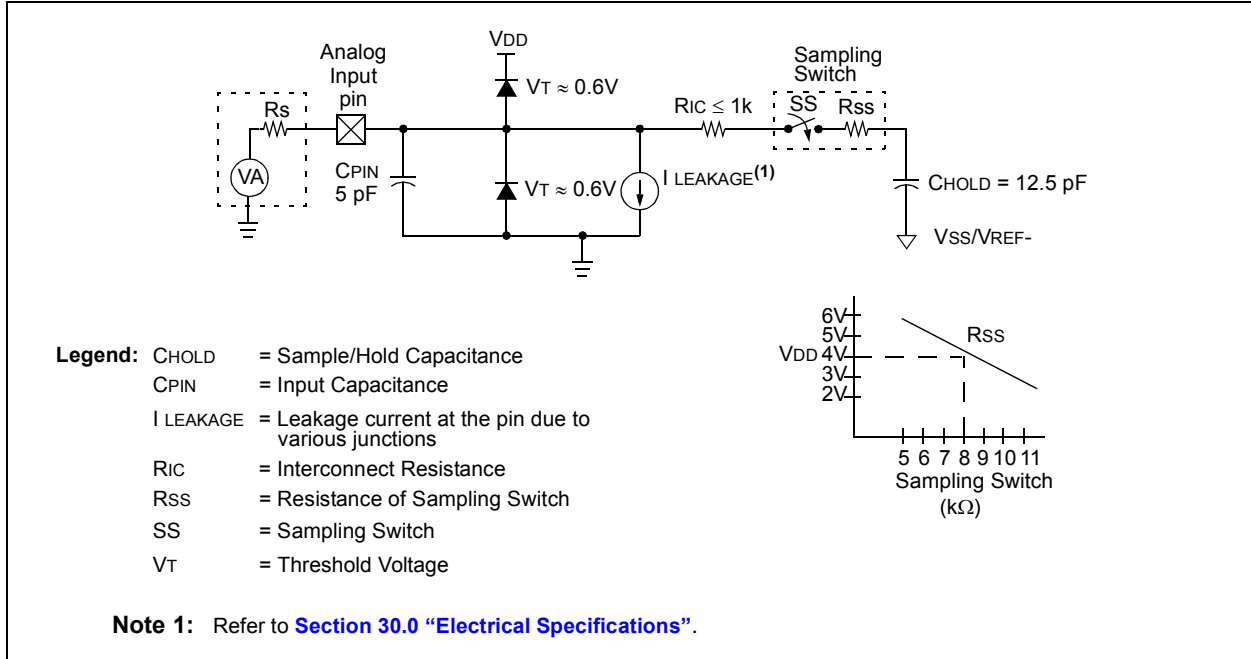 VDD
Analog
Input
pin
Sampling
Switch
VT ≈ 0.6V
RIC ≤ 1k
SS
Rss
Rs
VA
CPIN
5 pF
VT ≈ 0.6V
I LEAKAGE(1)
CHOLD = 12.5 pF
VSS/VREF-
6V
5V
VDD 4V
3V
2V
RSS
5 6 7 8 9 10 11
Sampling Switch
(kΩ)
Legend: CHOLD = Sample/Hold Capacitance
CPIN = Input Capacitance
I LEAKAGE = Leakage current at the pin due to
various junctions
RIC = Interconnect Resistance
RSS = Resistance of Sampling Switch
SS = Sampling Switch
VT = Threshold Voltage
Note 1: Refer to Section 30.0 “Electrical Specifications”.